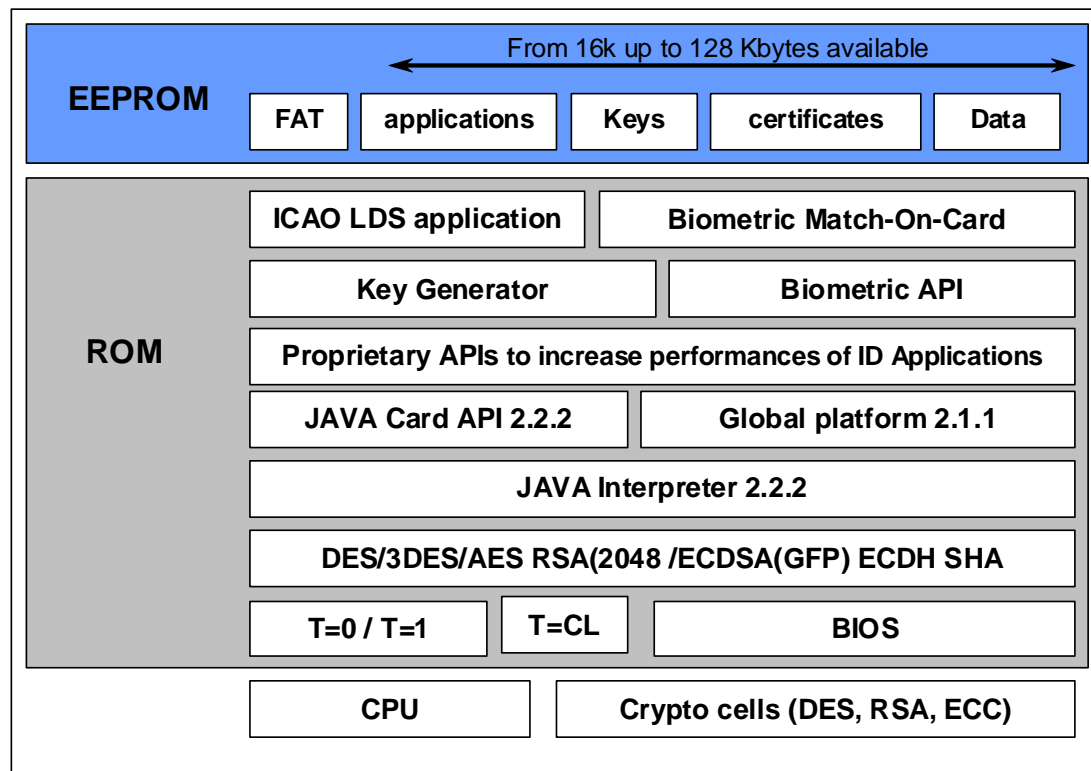 From 16k up to 128 Kbytes available
EEPROM
FAT applications Keys certificates Data
ICAO LDS application Biometric Match-On-Card
Key Generator Biometric API
ROM
Proprietary APIs to increase performances of ID Applications
JAVA Card API 2.2.2 Global platform 2.1.1
JAVA Interpreter 2.2.2
DES/3DES/AES RSA(2048 /ECDSA(GFP) ECDH SHA
T=0 / T=1 T=CL BIOS
CPU Crypto cells (DES, RSA, ECC)